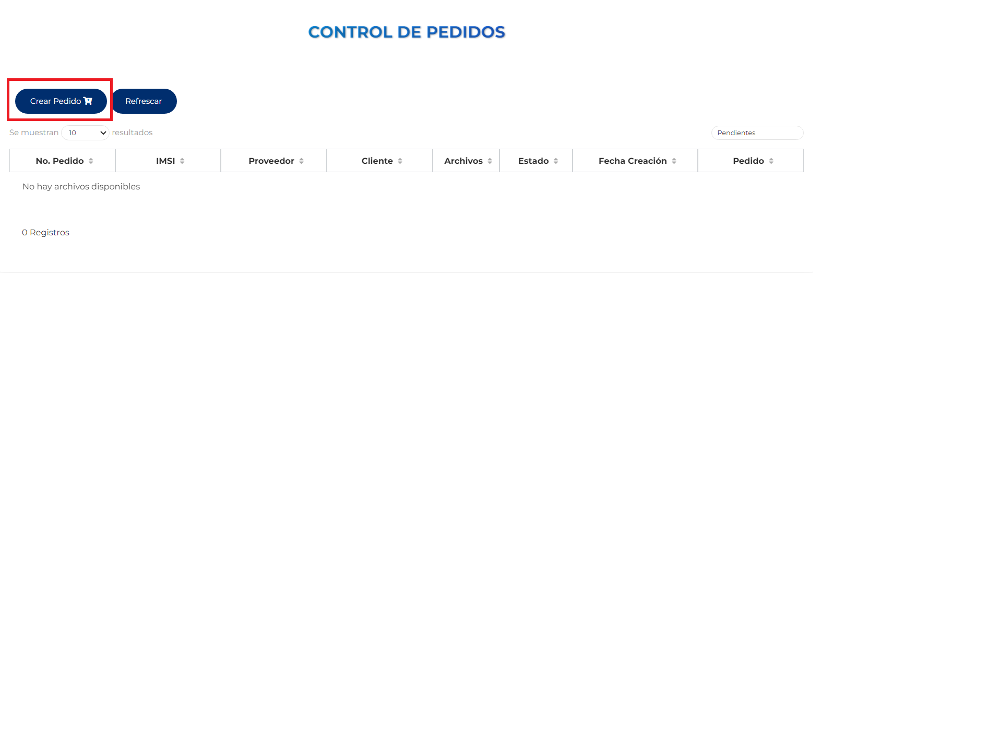 CONTROL DE PEDIDOS
Crear Pedido Refrescar
Se muestran 10 resultados Pendientes
No. Pedido IMSI Proveedor Cliente Archivos Estado Fecha Creación Pedido
No hay archivos disponibles
0 Registros